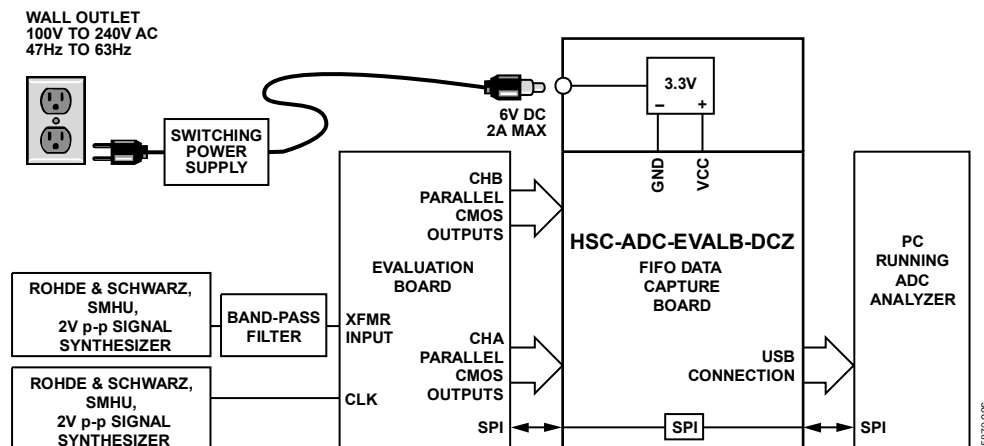 WALL OUTLET
100V TO 240V AC
47Hz TO 63Hz
SWITCHING
POWER
SUPPLY
6V DC
2A MAX
3.3V
– +
GND
VCC
CHB
PARALLEL
CMOS
OUTPUTS
HSC-ADC-EVALB-DCZ
FIFO DATA
CAPTURE
BOARD
PC
RUNNING
ADC
ANALYZER
EVALUATION
BOARD
ROHDE & SCHWARZ,
SMHU,
2V p-p SIGNAL
SYNTHESIZER
BAND-PASS
FILTER
XFMR
INPUT
CHA
PARALLEL
CMOS
OUTPUTS
USB
CONNECTION
ROHDE & SCHWARZ,
SMHU,
2V p-p SIGNAL
SYNTHESIZER
CLK
SPI
SPI
SPI